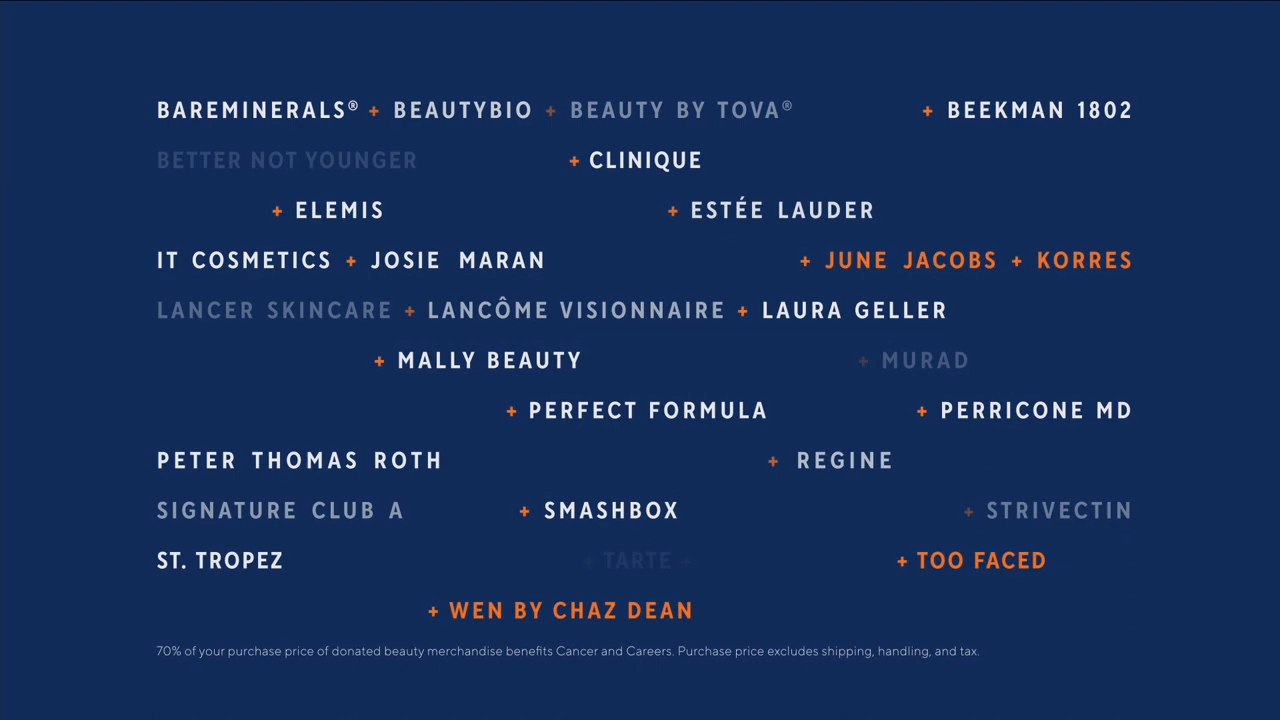 BAREMINERALS® + BEAUTYBIO + BEAUTY BY TOVA® + BEEKMAN 1802
BETTER NOT YOUNGER + CLINIQUE
+ ELEMIS + ESTÉE LAUDER
IT COSMETICS + JOSIE MARAN + JUNE JACOBS + KORRES
LANCER SKINCARE + LANCÔME VISIONNAIRE + LAURA GELLER
+ MALLY BEAUTY + MURAD
+ PERFECT FORMULA + PERRICONE MD
PETER THOMAS ROTH + REGINE
SIGNATURE CLUB A + SMASHBOX + STRIVECTIN
ST. TROPEZ + TARTE + + TOO FACED
+ WEN BY CHAZ DEAN
70% of your purchase price of donated beauty merchandise benefits Cancer and Careers. Purchase price excludes shipping, handling, and tax.